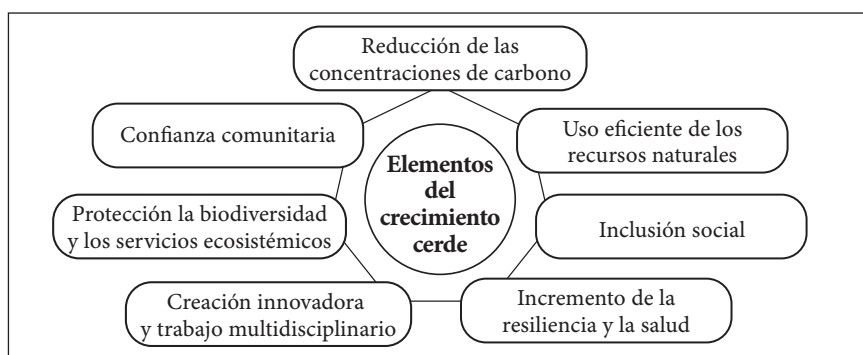 Reducción de las
concentraciones de carbono
Confianza comunitaria
Uso eficiente de los
recursos naturales
Elementos
del
crecimiento
cerde
Protección la biodiversidad
y los servicios ecosistémicos
Inclusión social
Creación innovadora
y trabajo multidisciplinario
Incremento de la
resiliencia y la salud